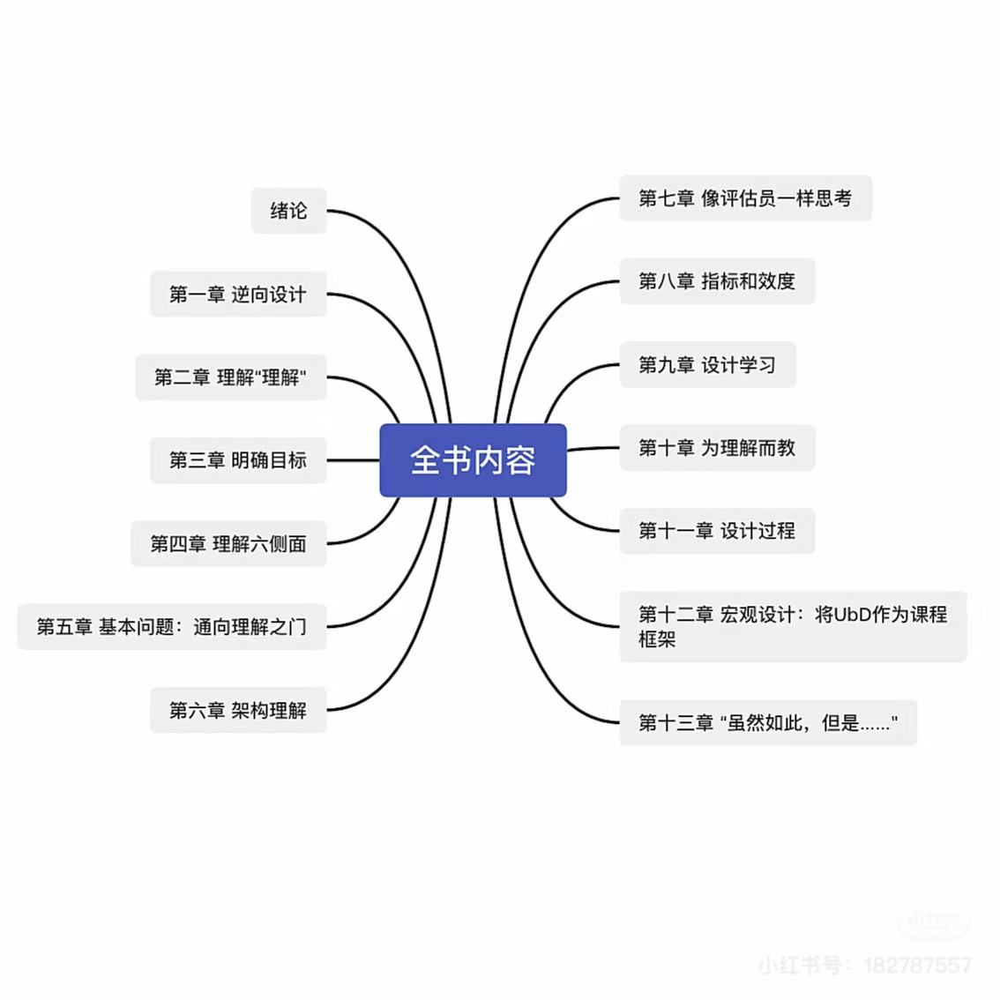 全书内容
绪论
第一章 逆向设计
第二章 理解"理解"
第三章 明确目标
第四章 理解六侧面
第五章 基本问题：通向理解之门
第六章 架构理解
第七章 像评估员一样思考
第八章 指标和效度
第九章 设计学习
第十章 为理解而教
第十一章 设计过程
第十二章 宏观设计：将UbD作为课程
框架
第十三章 "虽然如此，但是……"
小红书
小红书号：182787557